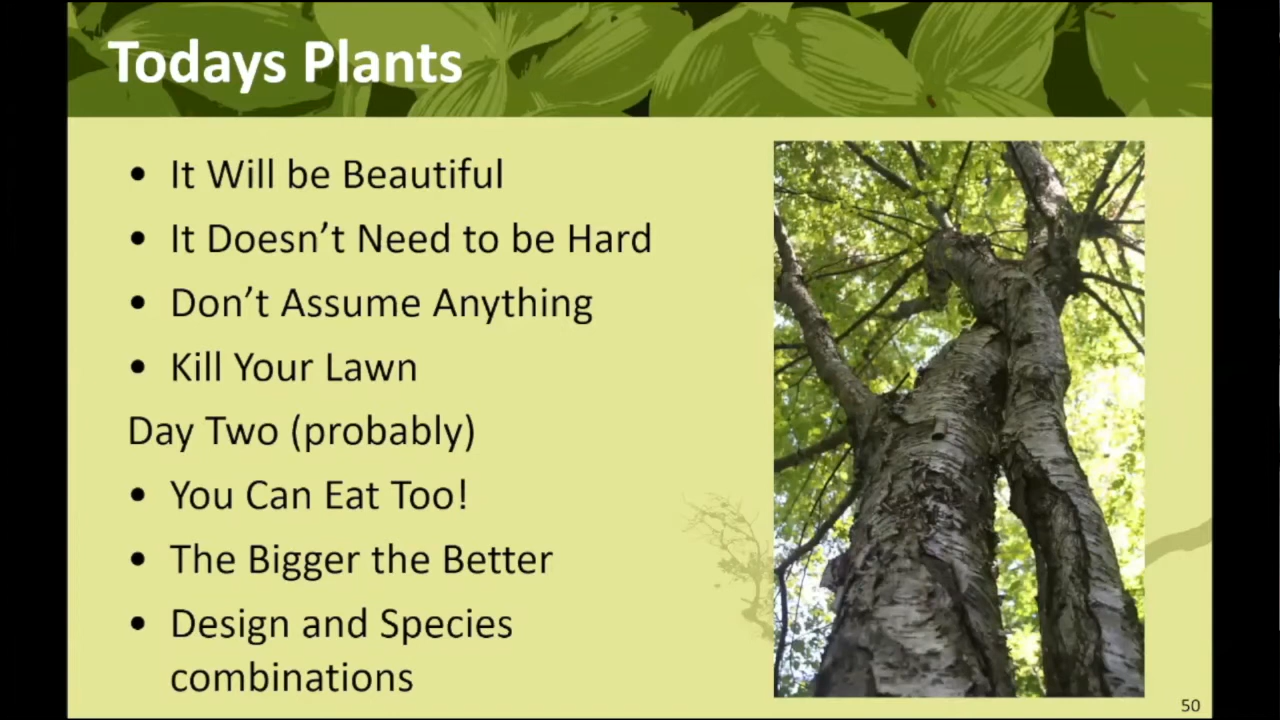 Todays Plants
• It Will be Beautiful
• It Doesn’t Need to be Hard
• Don’t Assume Anything
• Kill Your Lawn
Day Two (probably)
• You Can Eat Too!
• The Bigger the Better
• Design and Species
combinations
50